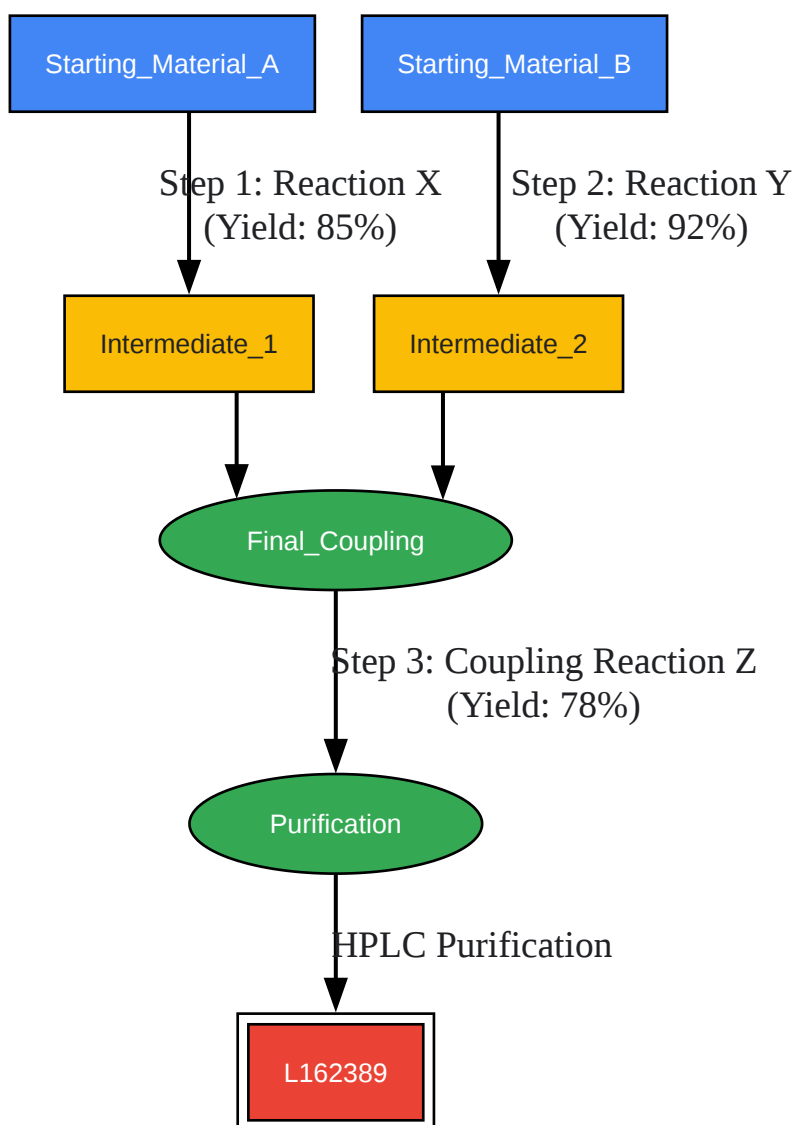 Starting_Material_A
Starting_Material_B
Step 1: Reaction X
(Yield: 85%)
Step 2: Reaction Y
(Yield: 92%)
Intermediate_1
Intermediate_2
Final_Coupling
Step 3: Coupling Reaction Z
(Yield: 78%)
Purification
HPLC Purification
L162389